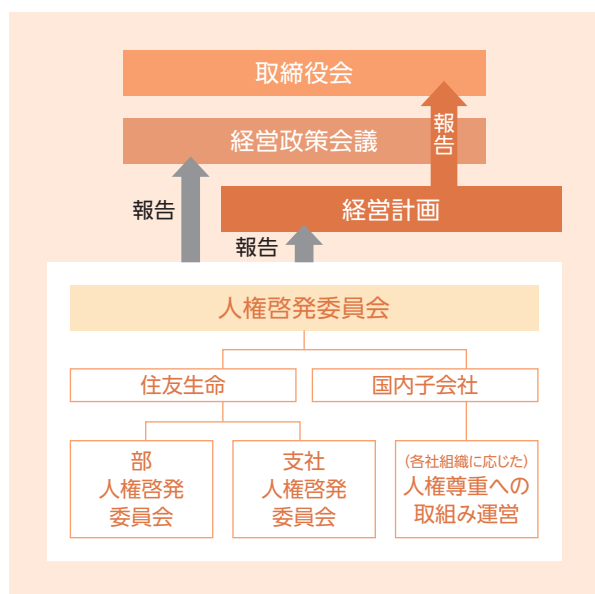 取締役会
報告
経営政策会議
報告
経営計画
報告
人権啓発委員会
住友生命
国内子会社
部
人権啓発
委員会
支社
人権啓発
委員会
(各社組織に応じた)
人権尊重への
取組み運営